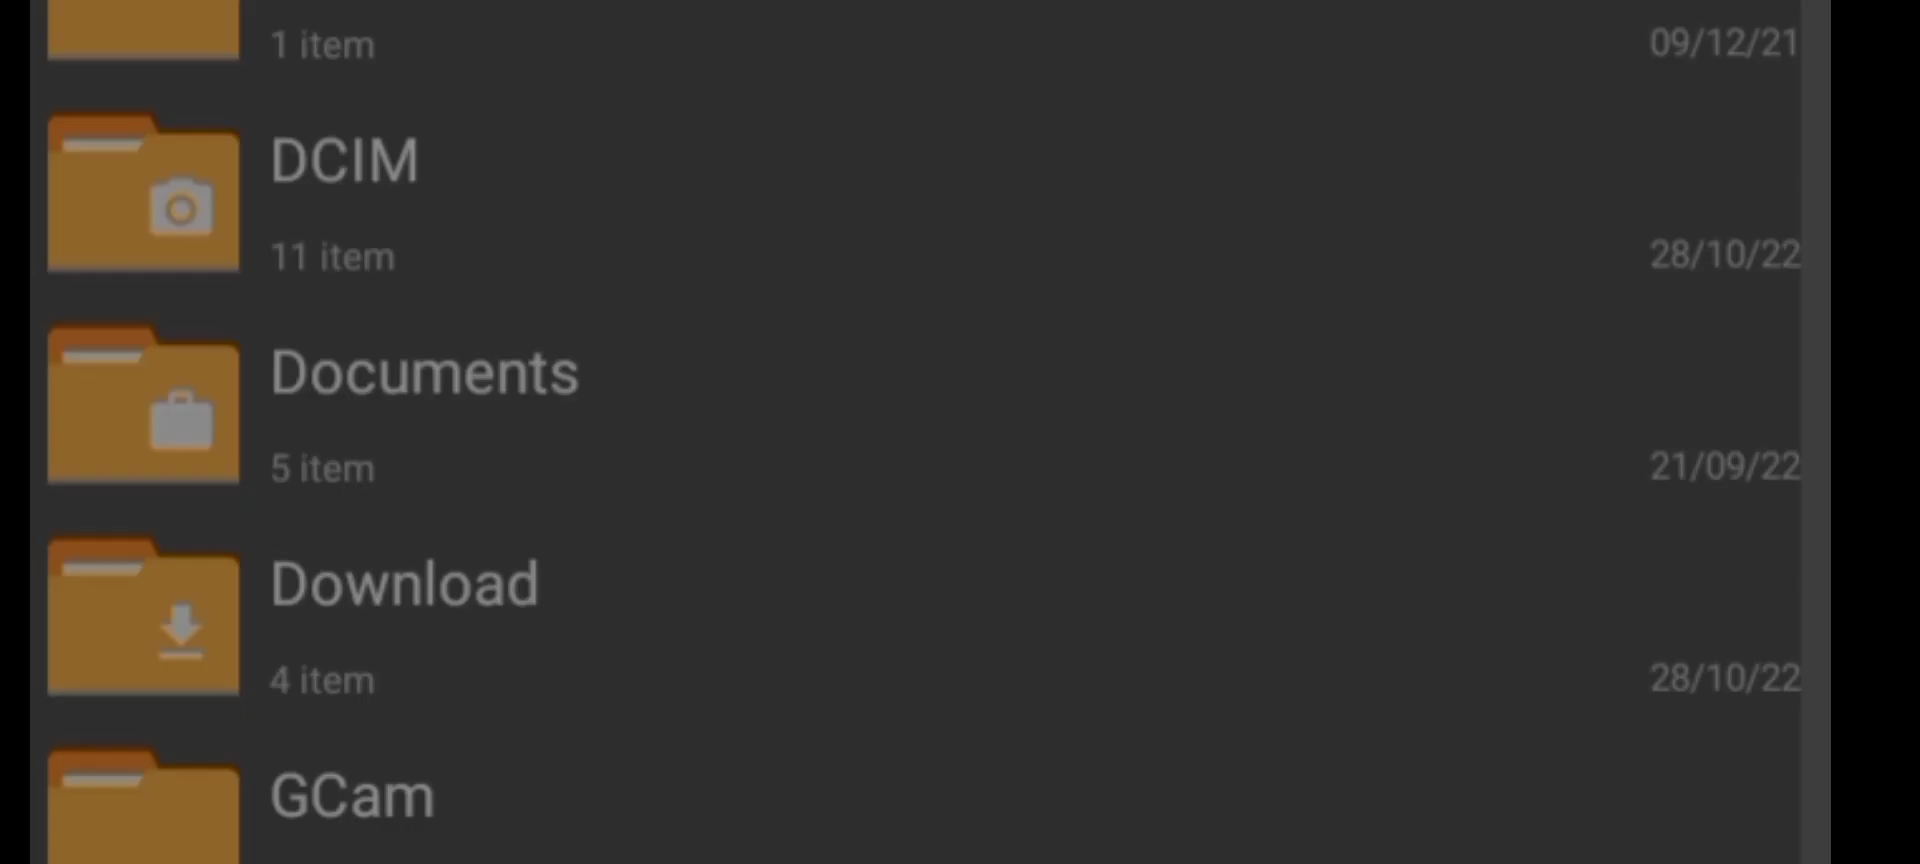 1 item
09/12/21
DCIM
11 item
28/10/22
Documents
5 item
21/09/22
Download
4 item
28/10/22
GCam